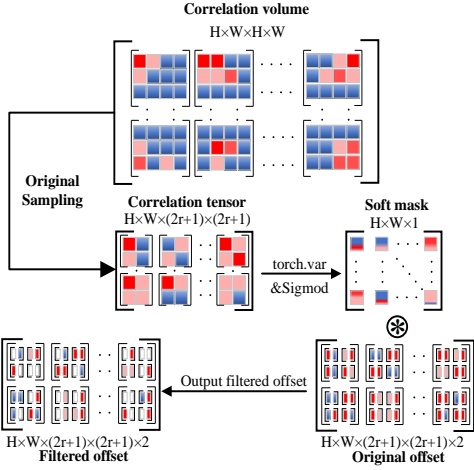 Correlation volume
H×W×H×W
Original
Sampling
Correlation tensor
H×W×(2r+1)×(2r+1)
torch.var
&Sigmod
Soft mask
H×W×1
Output filtered offset
H×W×(2r+1)×(2r+1)×2
Filtered offset
H×W×(2r+1)×(2r+1)×2
Original offset